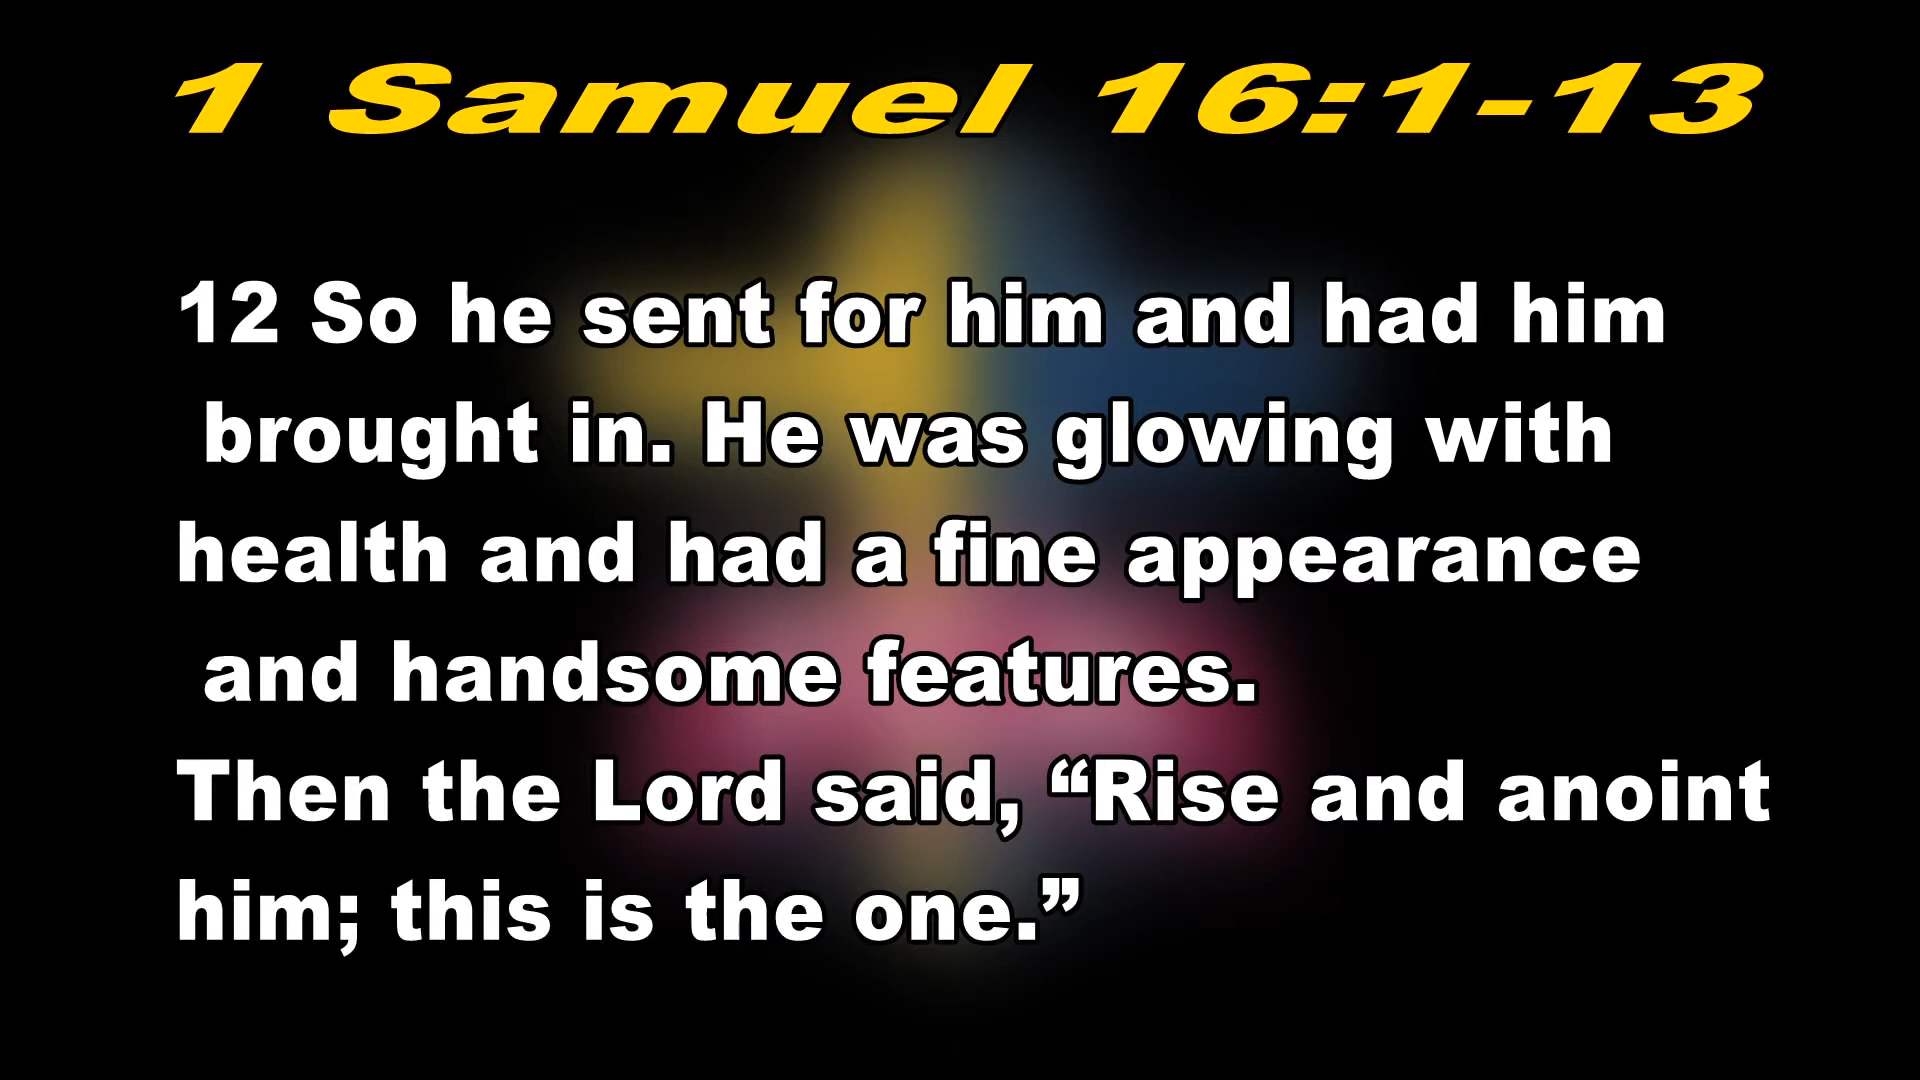 1 Samuel 16:1-13
12 So he sent for him and had him
brought in. He was glowing with
health and had a fine appearance
and handsome features.
Then the Lord said, “Rise and anoint
him; this is the one.”